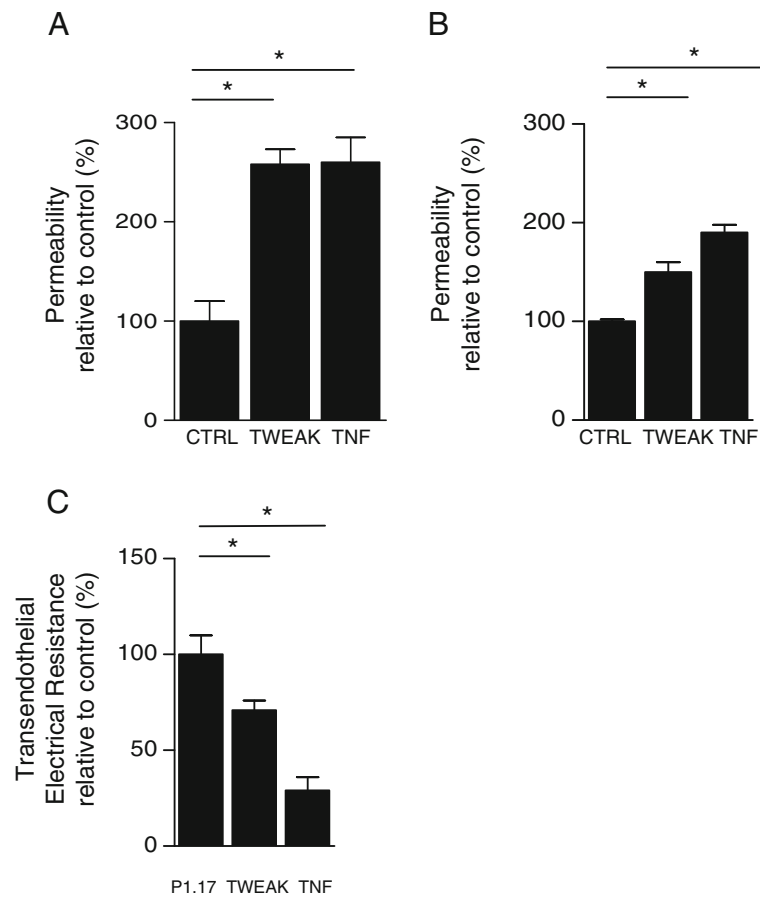 A
*
*
Permeability
relative to control (%)
300
200
100
0
CTRL TWEAK TNF
B
*
*
Permeability
relative to control (%)
300
200
100
0
CTRL TWEAK TNF
C
*
*
Transendothelial
Electrical Resistance
relative to control (%)
150
100
50
0
P1.17 TWEAK TNF